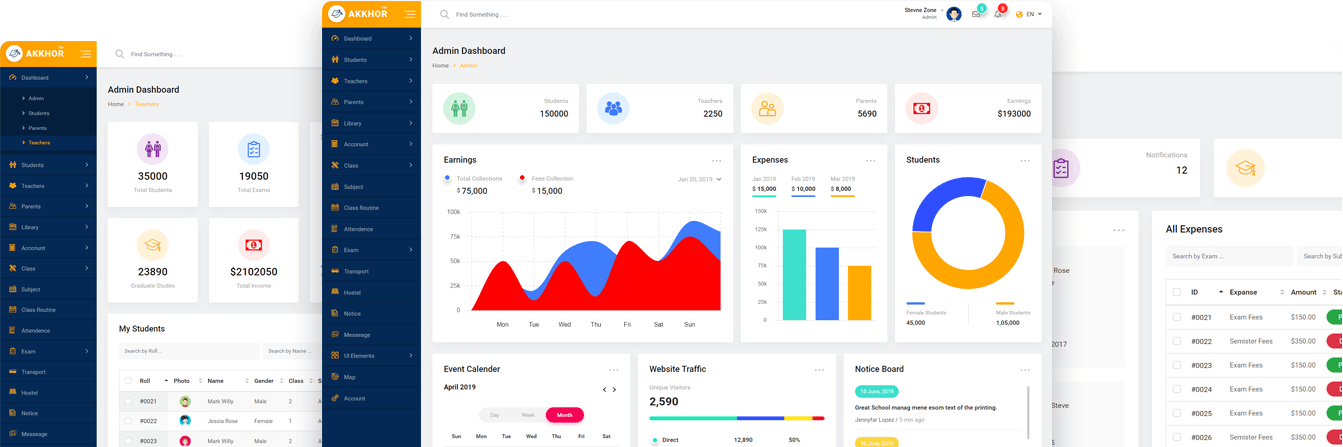 AKKHOR TM
Find Something . . .
Dashboard
Admin
Students
Parents
Teachers
Students
Teachers
Parents
Library
Acconunt
Class
Subject
Class Routine
Attendence
Exam
Transport
Hostel
Notice
Messeage
Admin Dashboard
Home Teachers
35000
Total Students
19050
Total Exams
23890
Graduate Studes
$2102050
Total Income
My Students
Search by Roll ...
Search by Name ...
Roll Photo Name Gender Class
#0021 Mark Willy Male 2
#0022 Jessia Rose Female 1
#0023 Mark Willy Male 2
AKKHOR TM
Find Something . . .
Stevne Zone
Admin
3
8
EN
Dashboard
Students
Teachers
Parents
Library
Acconunt
Class
Subject
Class Routine
Attendence
Exam
Transport
Hostel
Notice
Messeage
UI Elements
Map
Account
Admin Dashboard
Home Admin
Students
150000
Teachers
2250
Parents
5690
Earnings
$193000
Earnings
Total Collections
$ 75,000
Fees Collection
$ 15,000
Jan 20, 2019
100k
75k
50k
25k
0
Mon Tue Wed Thu Fri Sat Sun
Expenses
Jan 2019 Feb 2019 Mar 2019
$ 15,000 $ 10,000 $ 8,000
150k
125k
100k
75k
50k
25k
0
Students
Female Students
45,000
Male Students
1,05,000
Event Calender
April 2019
Day Week Month
Sun Mon Tue Wed Thu Fri Sat
Website Traffic
Unique Visitors
2,590
Direct 12,890 50%
Notice Board
16 June, 2019
Great School manag mene esom text of the printing.
Jennyfar Lopez / 5 min ago
Notifications
12
Rose
2017
Steve
All Expenses
Search by Exam ...
ID Expanse Amount
#0021 Exam Fees $150.00
#0022 Semister Fees $350.00
#0023 Exam Fees $150.00
#0024 Exam Fees $150.00
#0025 Exam Fees $150.00
#0026 Semister Fees $350.00